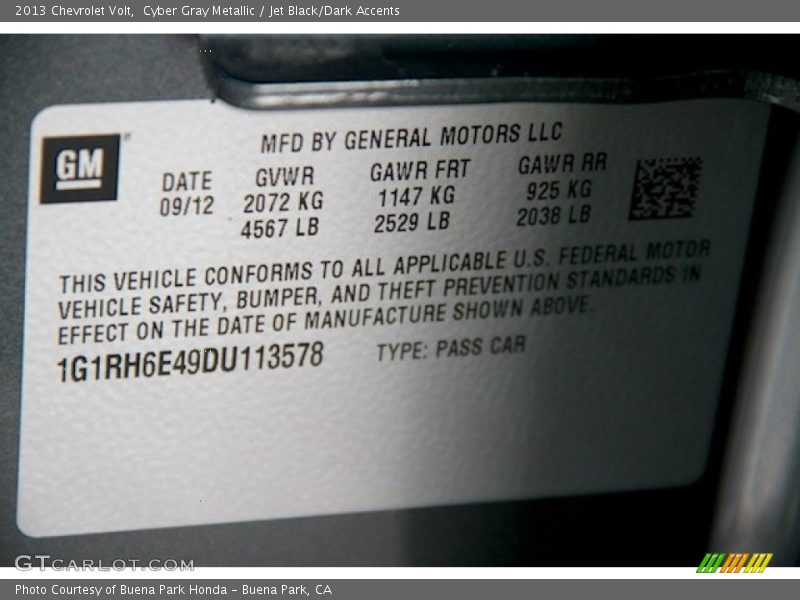 2013 Chevrolet Volt, Cyber Gray Metallic / Jet Black/Dark Accents
MFD BY GENERAL MOTORS LLC
GM
DATE GVWR GAWR FRT GAWR RR
09/12 2072 KG 1147 KG 925 KG
4567 LB 2529 LB 2038 LB
THIS VEHICLE CONFORMS TO ALL APPLICABLE U.S. FEDERAL MOTOR
VEHICLE SAFETY, BUMPER, AND THEFT PREVENTION STANDARDS IN
EFFECT ON THE DATE OF MANUFACTURE SHOWN ABOVE.
1G1RH6E49DU113578 TYPE: PASS CAR
GTCARLOT.COM
Photo Courtesy of Buena Park Honda - Buena Park, CA